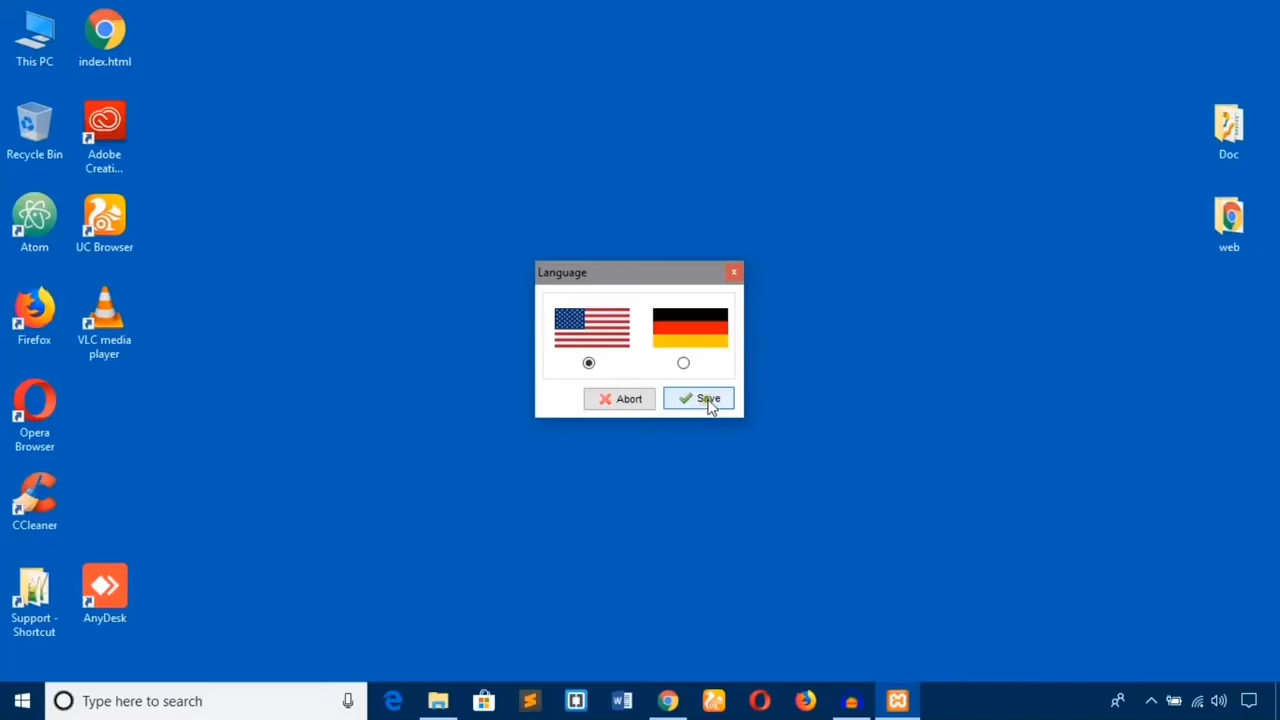 This PC
index.html
Recycle Bin
Adobe
Creati...
Atom
UC Browser
Firefox
VLC media
player
Opera
Browser
CCleaner
Support -
Shortcut
AnyDesk
Doc
web
Language
x
Abort
Save
Type here to search